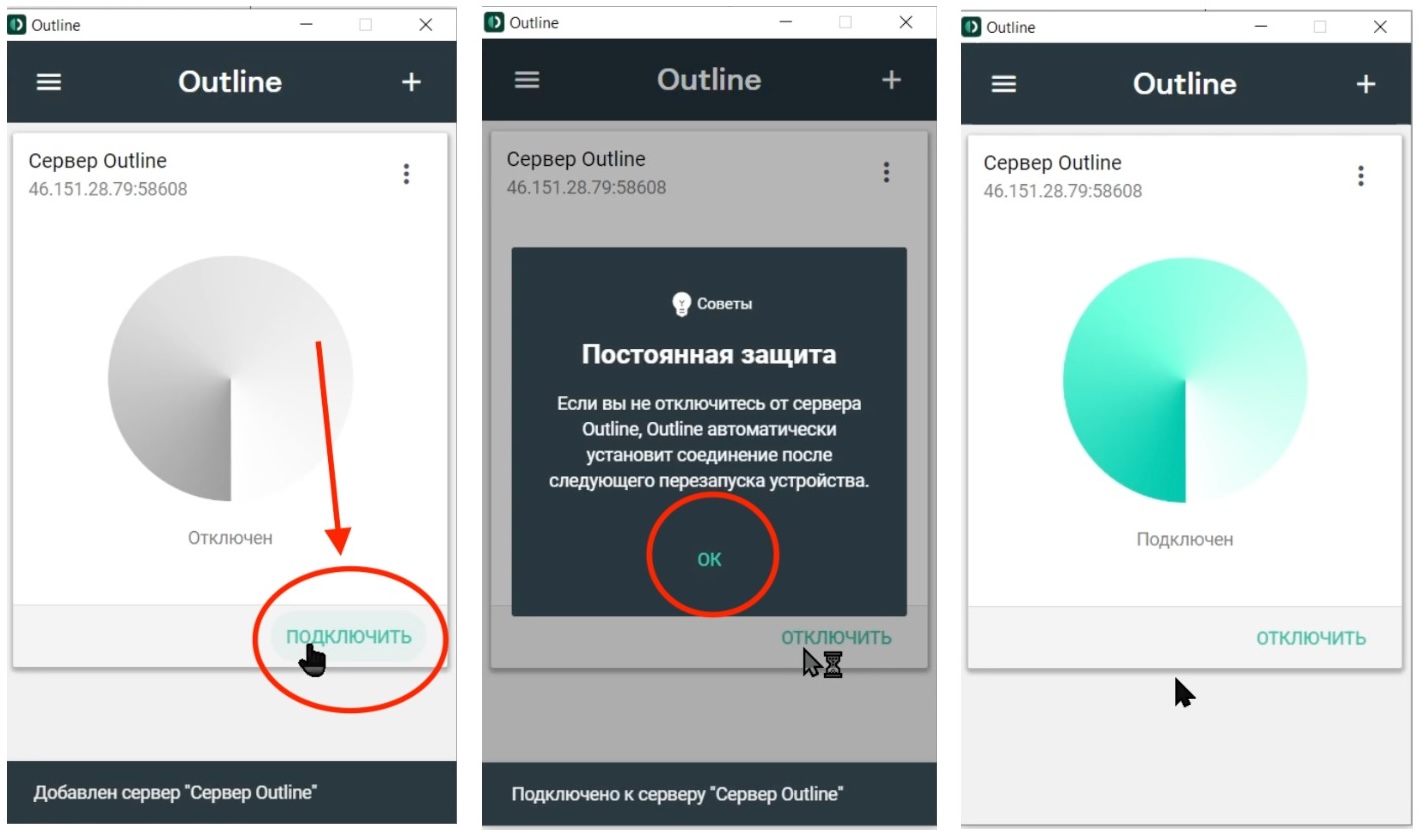 Outline
Outline
Сервер Outline
46.151.28.79:58608
Отключен
ПОДКЛЮЧИТЬ
Добавлен сервер "Сервер Outline"
Outline
Outline
Сервер Outline
46.151.28.79:58608
Советы
Постоянная защита
Если вы не отключитесь от сервера
Outline, Outline автоматически
установит соединение после
следующего перезапуска устройства.
ОК
ОТКЛЮЧИТЬ
Подключено к серверу "Сервер Outline"
Outline
Outline
Сервер Outline
46.151.28.79:58608
Подключен
ОТКЛЮЧИТЬ